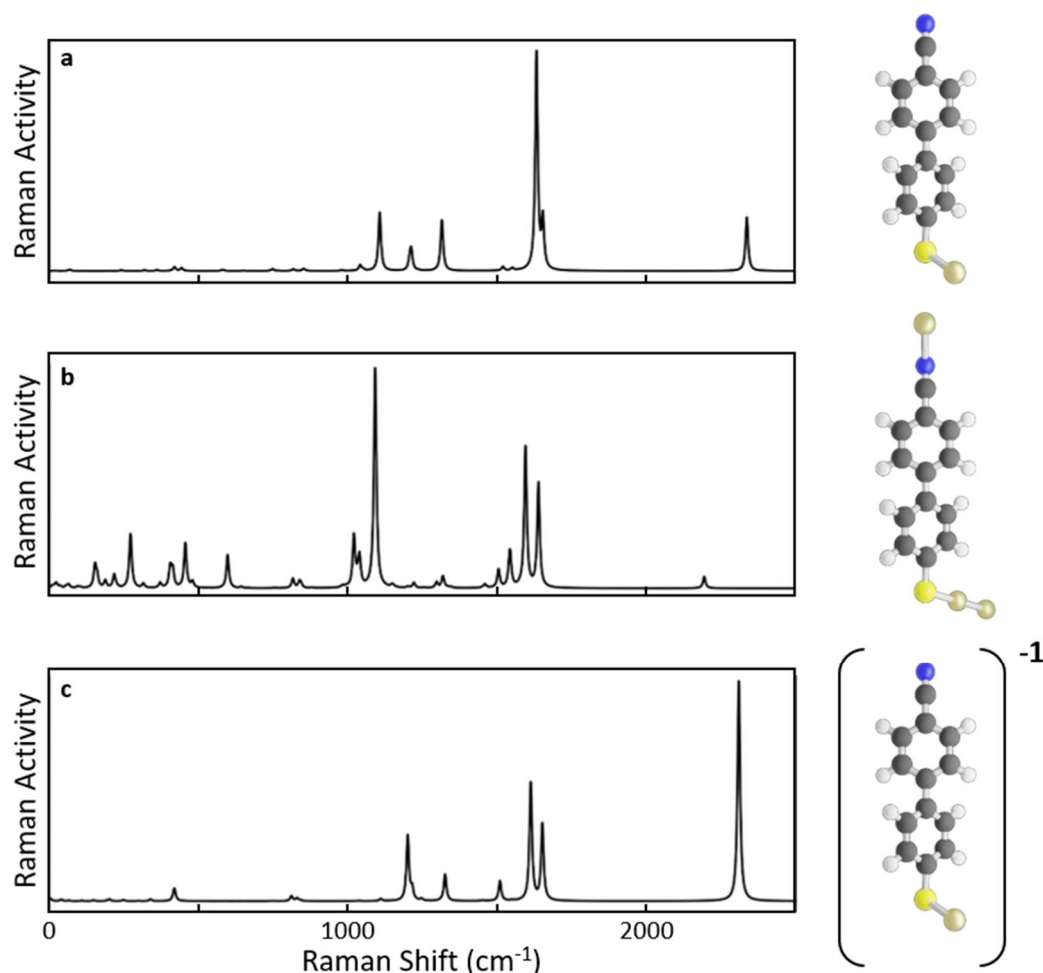 a
Raman Activity
b
Raman Activity
-1
c
Raman Activity
0 1000 2000
Raman Shift (cm⁻¹)